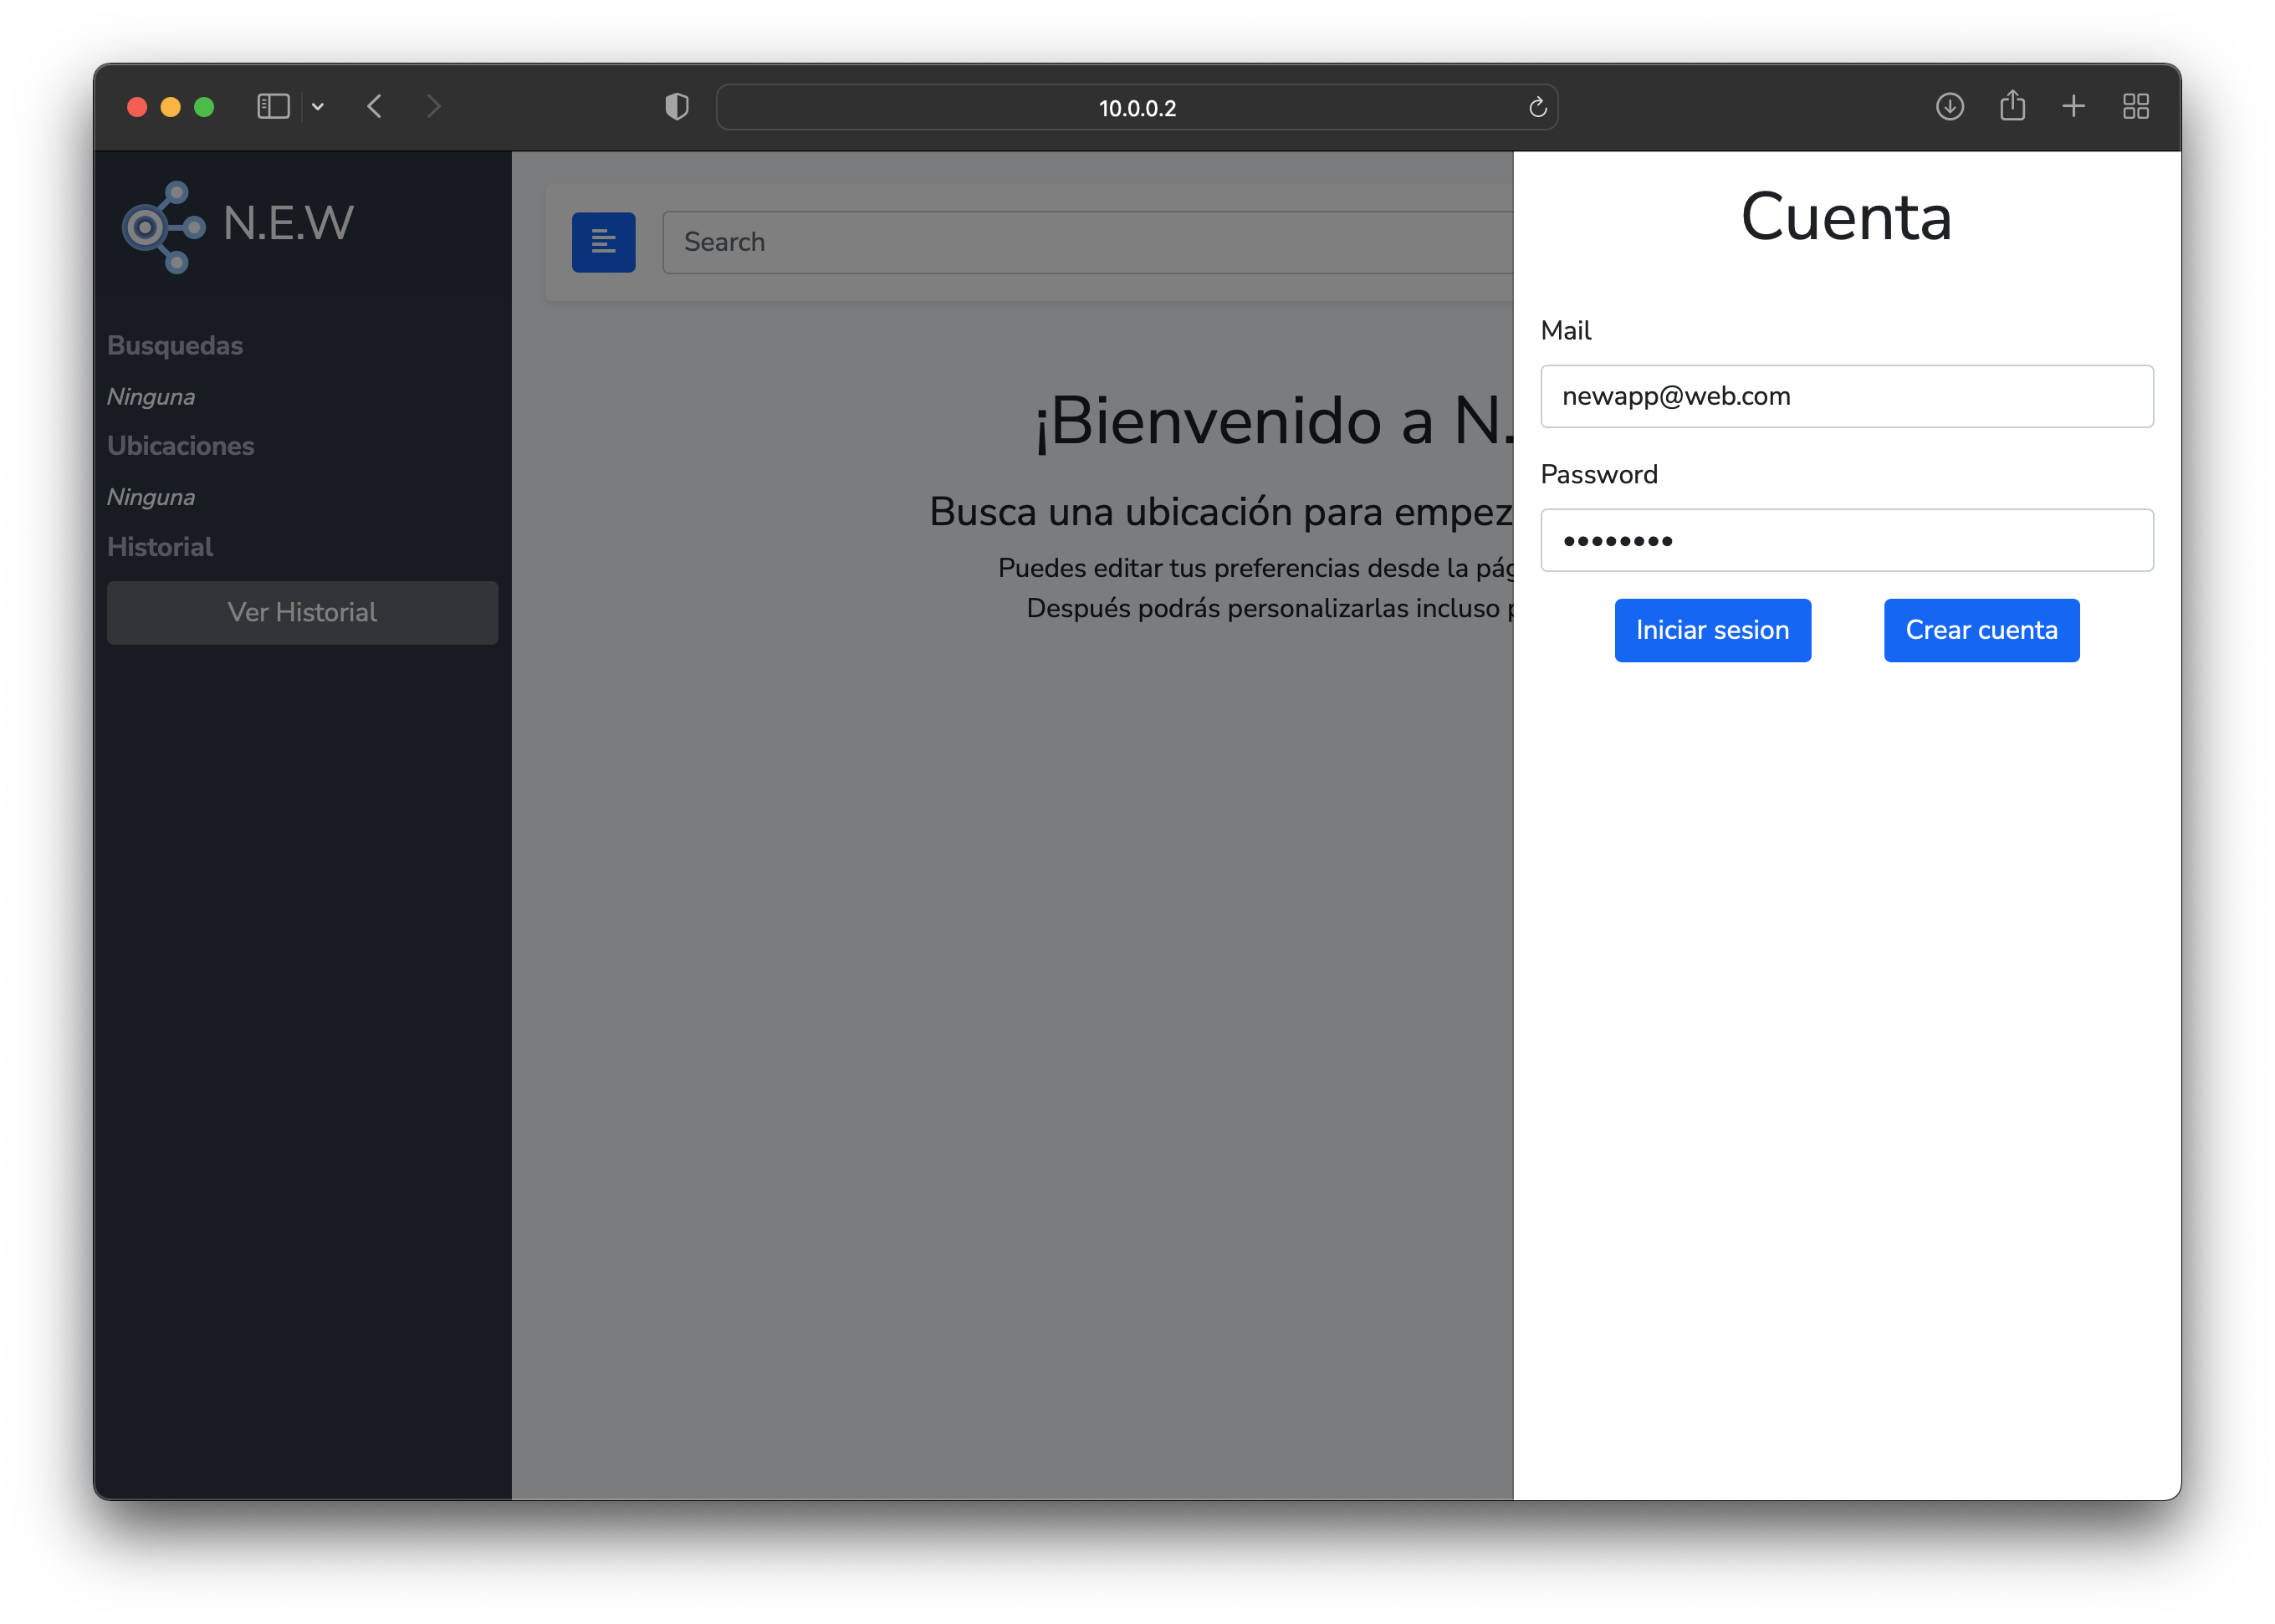 10.0.0.2
N.E.W
Busquedas
Ninguna
Ubicaciones
Ninguna
Historial
Ver Historial
Search
¡Bienvenido a N.
Busca una ubicación para empez
Puedes editar tus preferencias desde la pág
Después podrás personalizarlas incluso p
Cuenta
Mail
newapp@web.com
Password
••••••••
Iniciar sesion
Crear cuenta